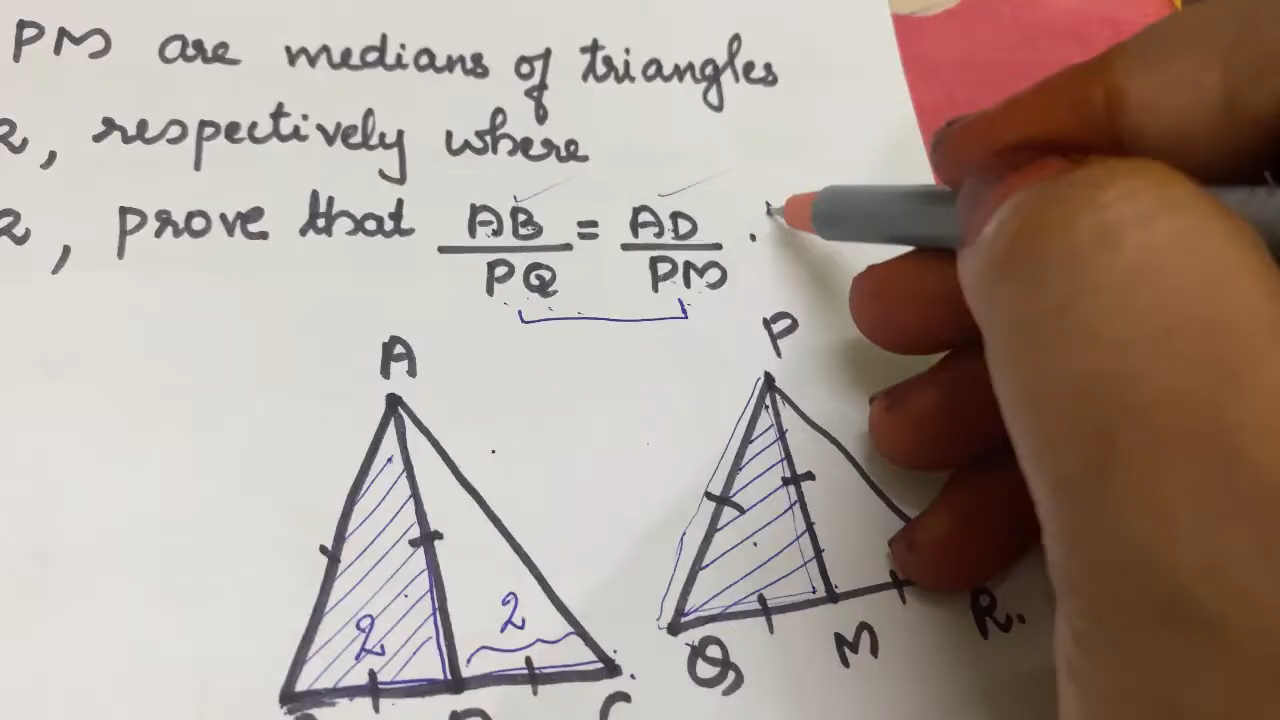 PM are medians of triangles
, respectively where
, prove that AB = AD .
PQ PM
A
P
2
2
Q
M
R.